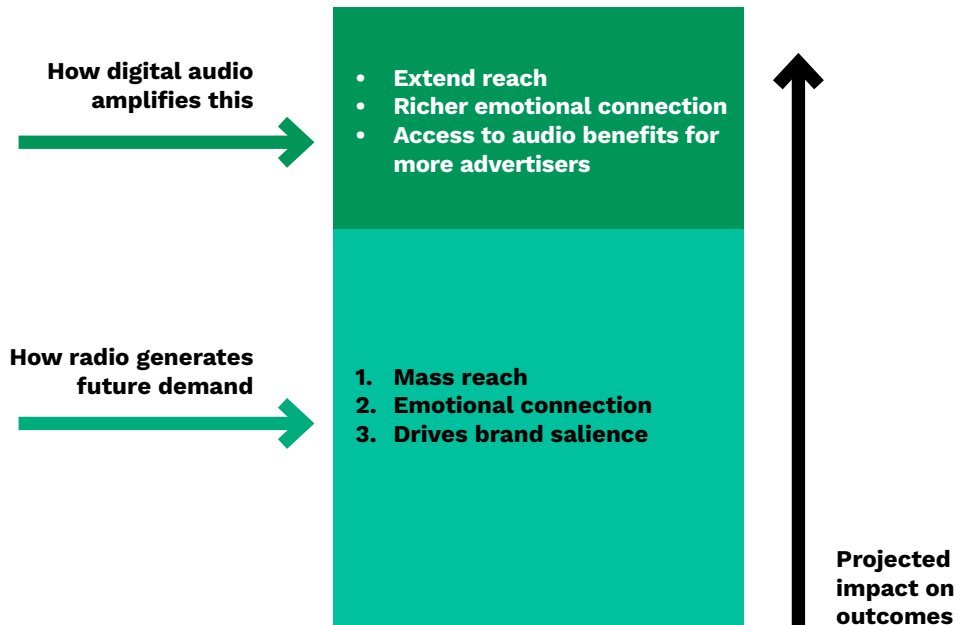 How digital audio
amplifies this
• Extend reach
• Richer emotional connection
• Access to audio benefits for
more advertisers
How radio generates
future demand
1. Mass reach
2. Emotional connection
3. Drives brand salience
Projected
impact on
outcomes